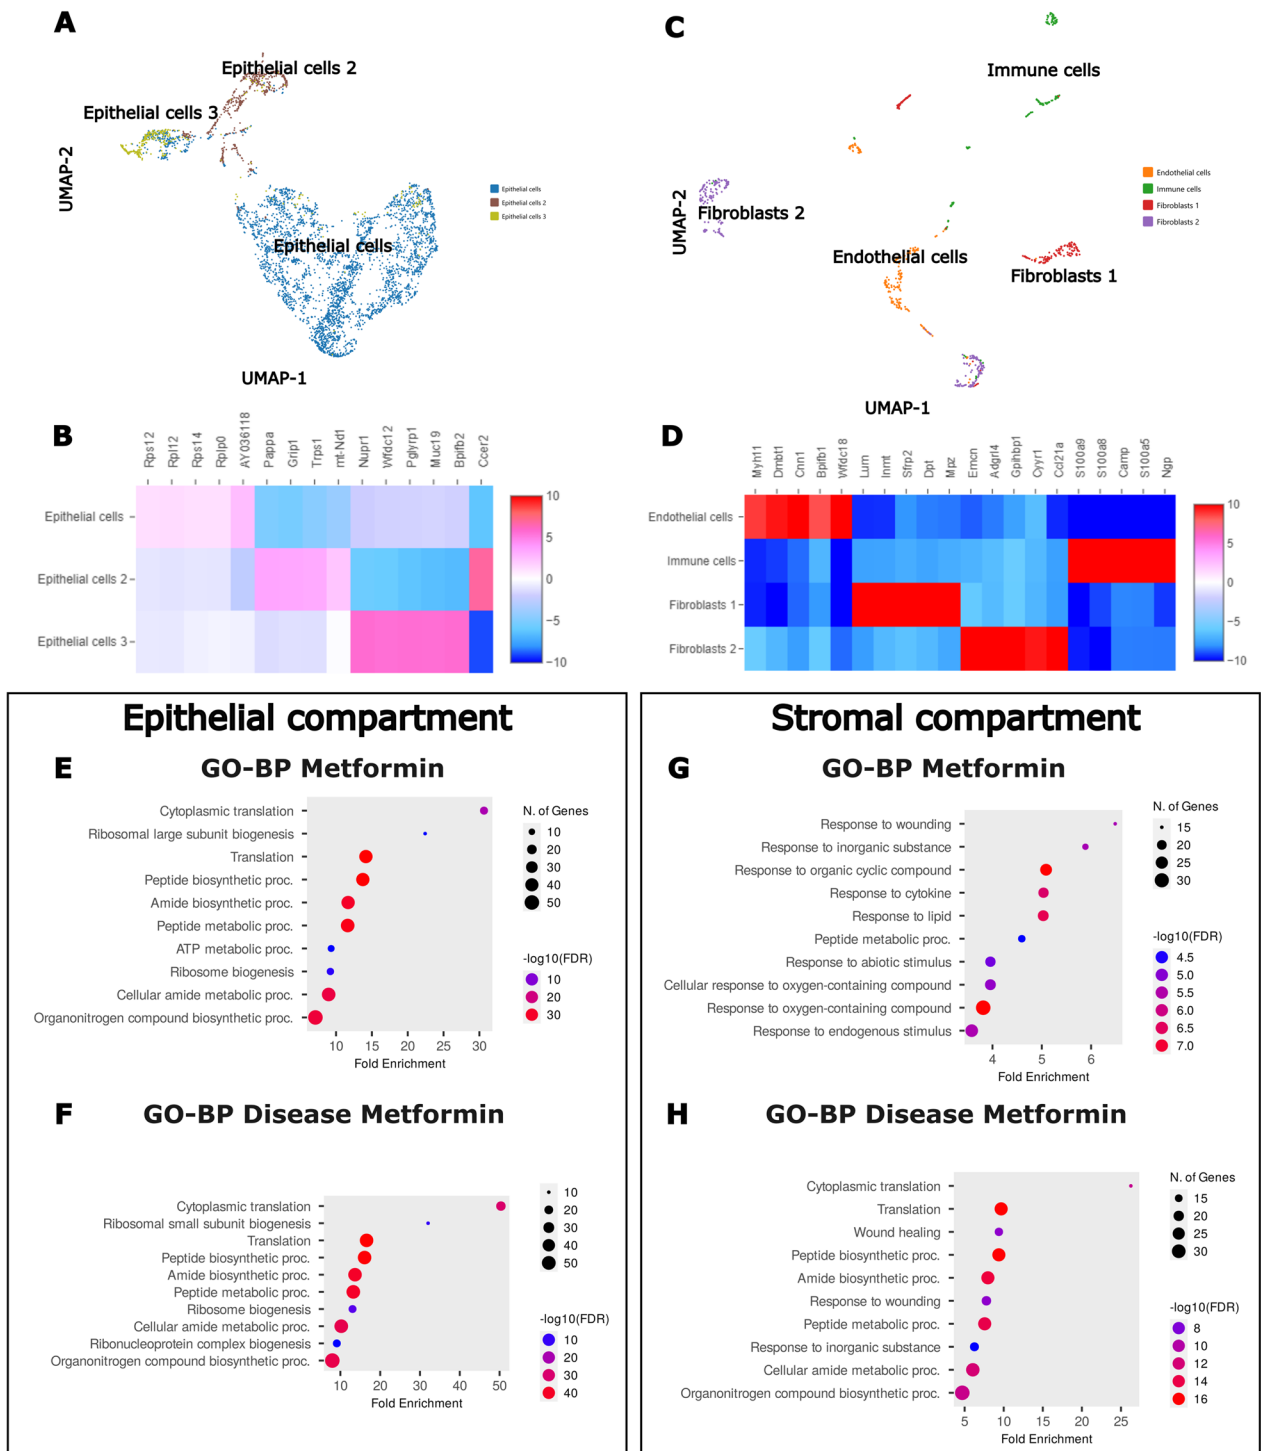 A
Epithelial cells 2
Epithelial cells 3
Epithelial cells
UMAP-2
UMAP-1
Epithelial cells
Epithelial cells 2
Epithelial cells 3
C
Immune cells
Fibroblasts 2
Endothelial cells
Fibroblasts 1
UMAP-2
UMAP-1
Endothelial cells
Immune cells
Fibroblasts 1
Fibroblasts 2
B
Rps12
Rpl12
Rps14
Rplp0
AY036118
Pappa
Grip1
Trps1
mt-Nd1
Nupr1
Wfdc12
Pglyrp1
Muc19
Bpifb2
Ccer2
Epithelial cells
Epithelial cells 2
Epithelial cells 3
10
5
0
−5
−10
D
Myh11
Dmbt1
Cnn1
Bpifb1
Wfdc18
Lum
Inmt
Sfrp2
Dpt
Mpz
Emcn
Adgrl4
Gpihbp1
Cyyr1
Ccl21a
S100a9
S100a8
Camp
S100a5
Ngp
Endothelial cells
Immune cells
Fibroblasts 1
Fibroblasts 2
10
5
0
−5
−10
Epithelial compartment
E
GO-BP Metformin
Cytoplasmic translation
Ribosomal large subunit biogenesis
Translation
Peptide biosynthetic proc.
Amide biosynthetic proc.
Peptide metabolic proc.
ATP metabolic proc.
Ribosome biogenesis
Cellular amide metabolic proc.
Organonitrogen compound biosynthetic proc.
10 15 20 25 30
Fold Enrichment
N. of Genes
10
20
30
40
50
-log10(FDR)
10
20
30
F
GO-BP Disease Metformin
Cytoplasmic translation
Ribosomal small subunit biogenesis
Translation
Peptide biosynthetic proc.
Amide biosynthetic proc.
Peptide metabolic proc.
Ribosome biogenesis
Cellular amide metabolic proc.
Ribonucleoprotein complex biogenesis
Organonitrogen compound biosynthetic proc.
10 20 30 40 50
Fold Enrichment
10
20
30
40
50
-log10(FDR)
10
20
30
40
Stromal compartment
G
GO-BP Metformin
Response to wounding
Response to inorganic substance
Response to organic cyclic compound
Response to cytokine
Response to lipid
Peptide metabolic proc.
Response to abiotic stimulus
Cellular response to oxygen-containing compound
Response to oxygen-containing compound
Response to endogenous stimulus
4 5 6
Fold Enrichment
N. of Genes
15
20
25
30
-log10(FDR)
4.5
5.0
5.5
6.0
6.5
7.0
H
GO-BP Disease Metformin
Cytoplasmic translation
Translation
Wound healing
Peptide biosynthetic proc.
Amide biosynthetic proc.
Response to wounding
Peptide metabolic proc.
Response to inorganic substance
Cellular amide metabolic proc.
Organonitrogen compound biosynthetic proc.
5 10 15 20 25
Fold Enrichment
N. of Genes
15
20
25
30
-log10(FDR)
8
10
12
14
16